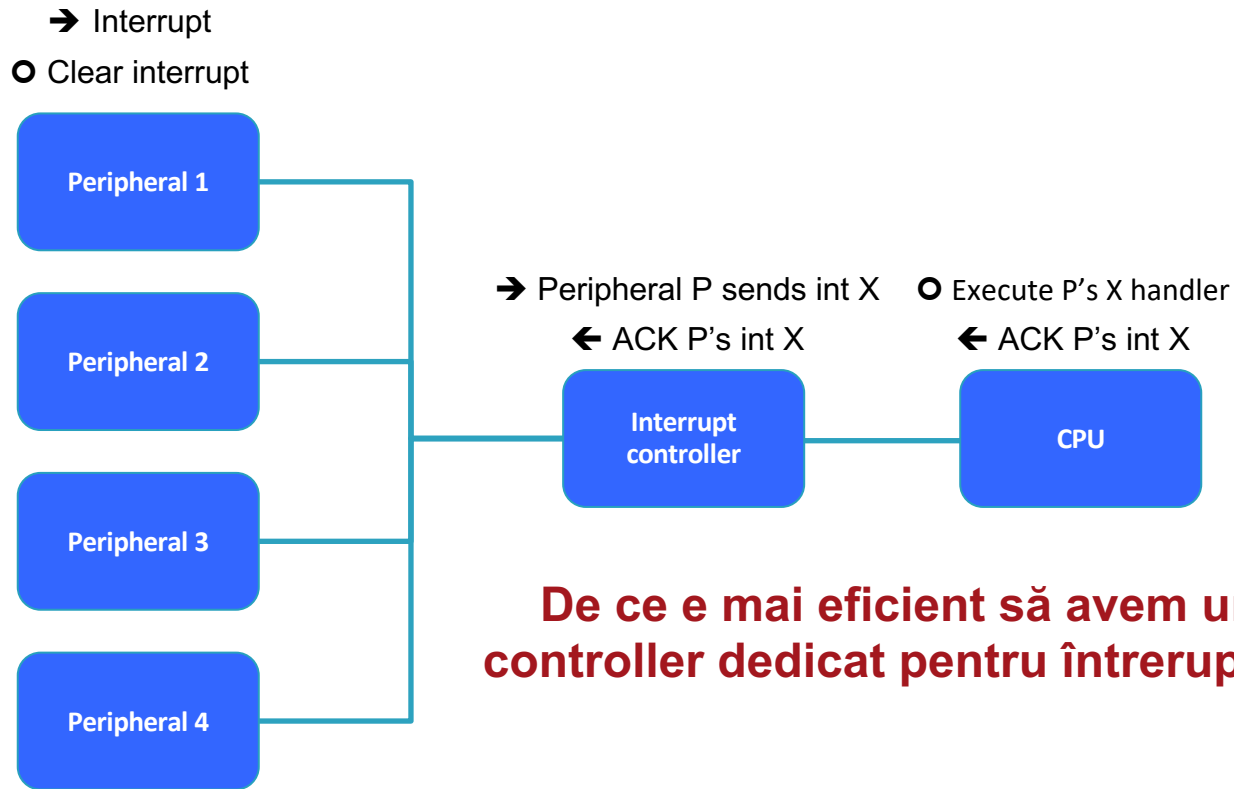 ➔ Interrupt
O Clear interrupt
Peripheral 1
Peripheral 2
Peripheral 3
Peripheral 4
➔ Peripheral P sends int X
🡰 ACK P's int X
Interrupt
controller
O Execute P's X handler
🡰 ACK P's int X
CPU
De ce e mai eficient să avem
controller dedicat pentru